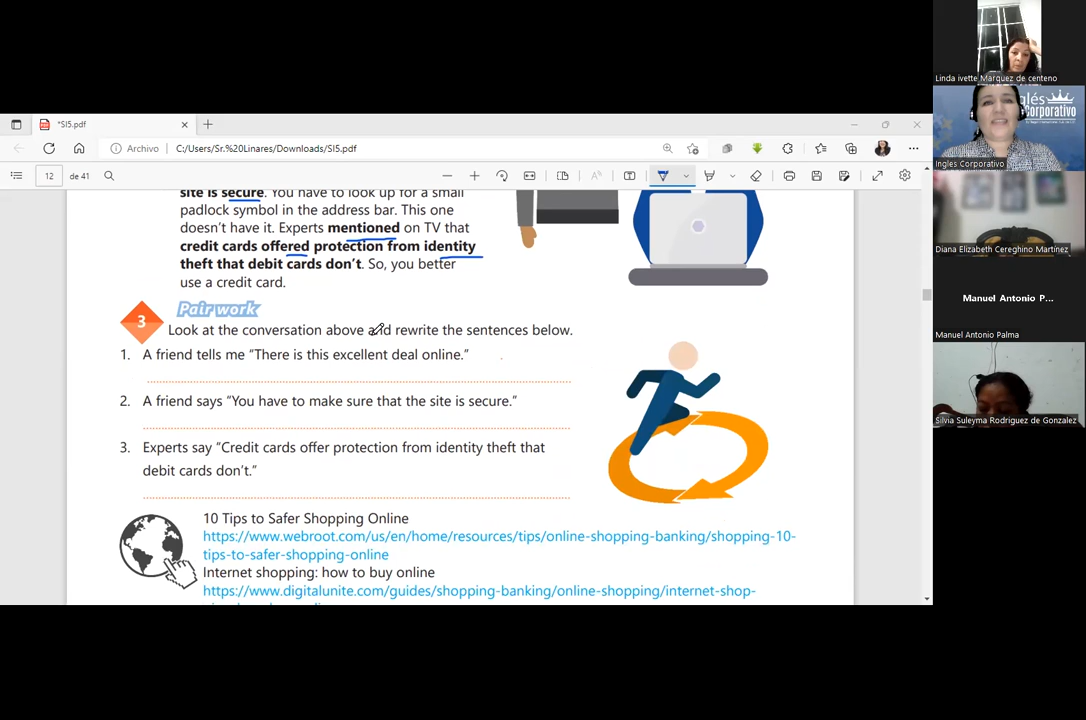 *SI5.pdf
Archivo
C:/Users/Sr.%20Linares/Downloads/SI5.pdf
12
de 41
site is secure. You have to look up for a small
padlock symbol in the address bar. This one
doesn't have it. Experts mentioned on TV that
credit cards offered protection from identity
theft that debit cards don't. So, you better
use a credit card.
3
Pair work
Look at the conversation above and rewrite the sentences below.
1. A friend tells me "There is this excellent deal online."
2. A friend says "You have to make sure that the site is secure."
3. Experts say "Credit cards offer protection from identity theft that
debit cards don't."
10 Tips to Safer Shopping Online
https://www.webroot.com/us/en/home/resources/tips/online-shopping-banking/shopping-10-
tips-to-safer-shopping-online
Internet shopping: how to buy online
https://www.digitalunite.com/guides/shopping-banking/online-shopping/internet-shop-
Linda ivette Marquez de centeno
Inglés
Corporativo
Ingles Corporativo
Diana Elizabeth Cereghino Martínez
Manuel Antonio P...
Manuel Antonio Palma
Silvia Suleyma Rodriguez de Gonzalez